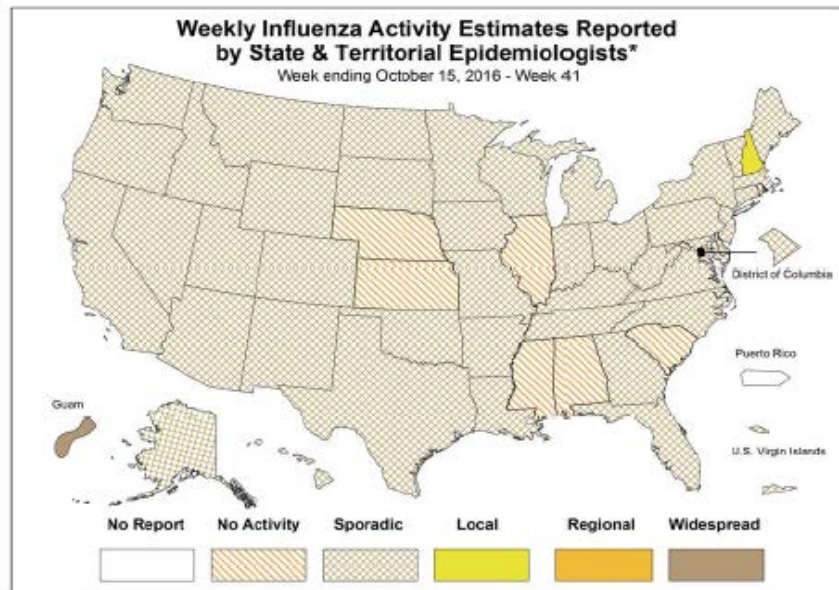 Weekly Influenza Activity Estimates Reported
by State & Territorial Epidemiologists*
Week ending October 15, 2016 - Week 41
District of Columbia
Puerto Rico
Guam
U.S. Virgin Islands
No Report No Activity Sporadic Local Regional Widespread